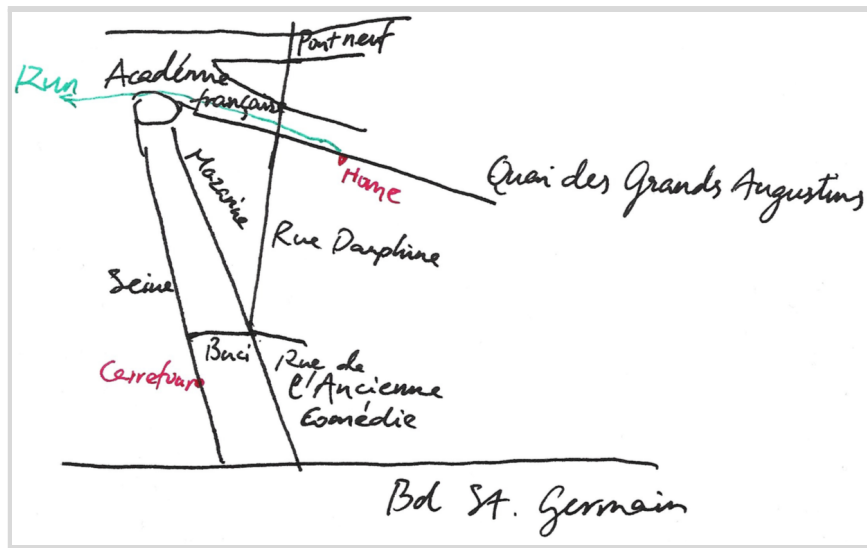 Pont neuf
Run
Académie
française
Quai des Grands Augustins
Home
Mazarine
Rue Dauphine
Seine
Buci
Rue de
l'Ancienne
Comédie
Carrefour
Bd St. Germain